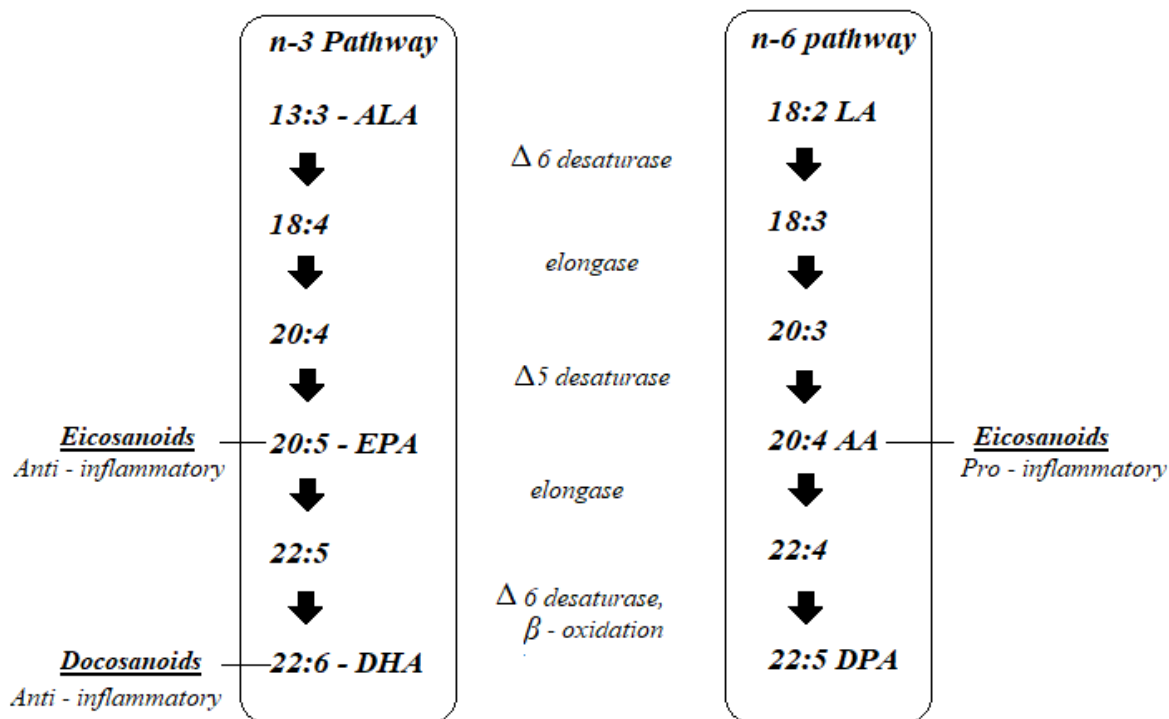 n-3 Pathway
13:3 - ALA
18:4
20:4
20:5 - EPA
22:5
22:6 - DHA
Eicosanoids
Anti - inflammatory
Docosanoids
Anti - inflammatory
Δ 6 desaturase
elongase
Δ5 desaturase
elongase
Δ 6 desaturase,
β - oxidation
n-6 pathway
18:2 LA
18:3
20:3
20:4 AA
22:4
22:5 DPA
Eicosanoids
Pro - inflammatory